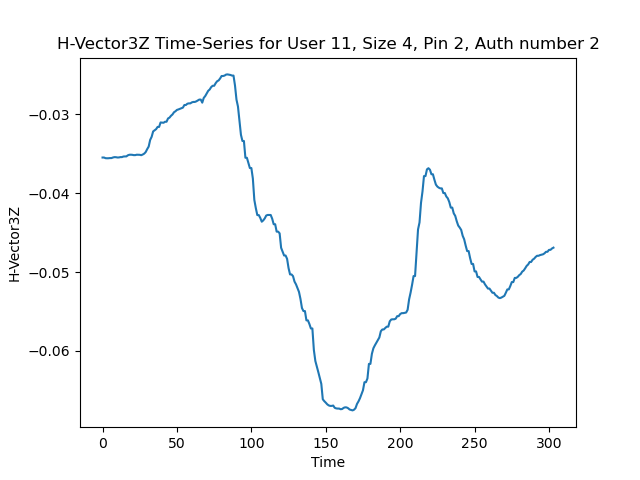 H-Vector3Z Time-Series for User 11, Size 4, Pin 2, Auth number 2
−0.03
−0.04
−0.05
−0.06
H-Vector3Z
0 50 100 150 200 250 300
Time